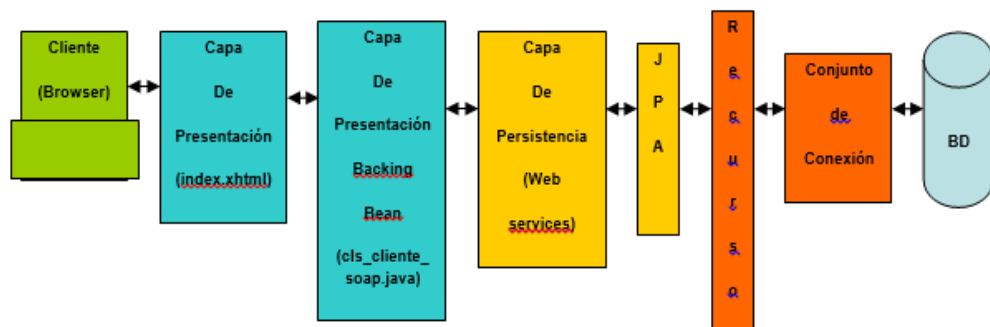 Cliente
(Browser)
Capa
De
Presentación
(index.xhtml)
Capa
De
Presentación
Backing
Bean
(cls_cliente_
soap.java)
Capa
De
Persistencia
(Web
services)
J
P
A
R
e
c
u
r
s
o
Conjunto
de
Conexión
BD